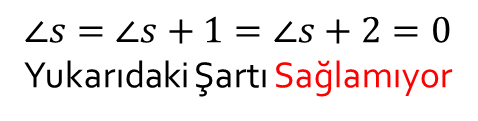 ∠s = ∠s + 1 = ∠s + 2 = 0
Yukarıdaki Şartı Sağlamıyor